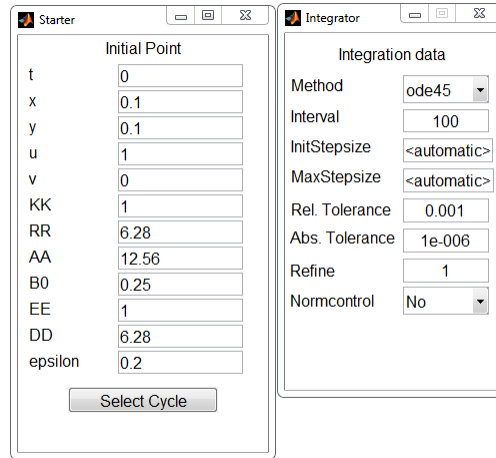 Starter
Initial Point
t 0
x 0.1
y 0.1
u 1
v 0
KK 1
RR 6.28
AA 12.56
B0 0.25
EE 1
DD 6.28
epsilon 0.2
Select Cycle
Integrator
Integration data
Method ode45
Interval 100
InitStepsize <automatic>
MaxStepsize <automatic>
Rel. Tolerance 0.001
Abs. Tolerance 1e-006
Refine 1
Normcontrol No